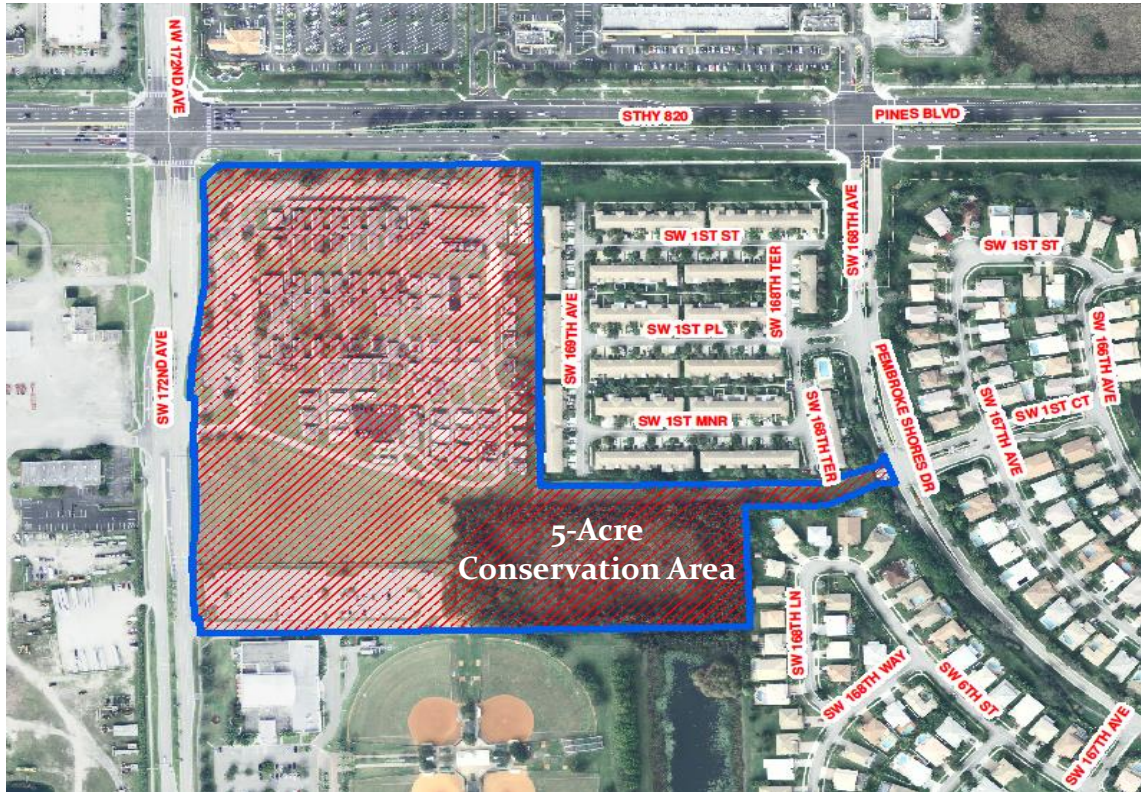 NW 172ND AVE
STHY 820
PINES BLVD
SW 1ST ST
SW 168TH TER
SW 168TH AVE
SW 1ST ST
SW 169TH AVE
SW 1ST PL
SW 166TH AVE
SW 172ND AVE
SW 1ST MNR
SW 168TH TER
PEMBROKE SHORES DR
SW 167TH AVE
SW 1ST CT
5-Acre
Conservation Area
SW 168TH LN
SW 168TH WAY
SW 6TH ST
SW 167TH AVE